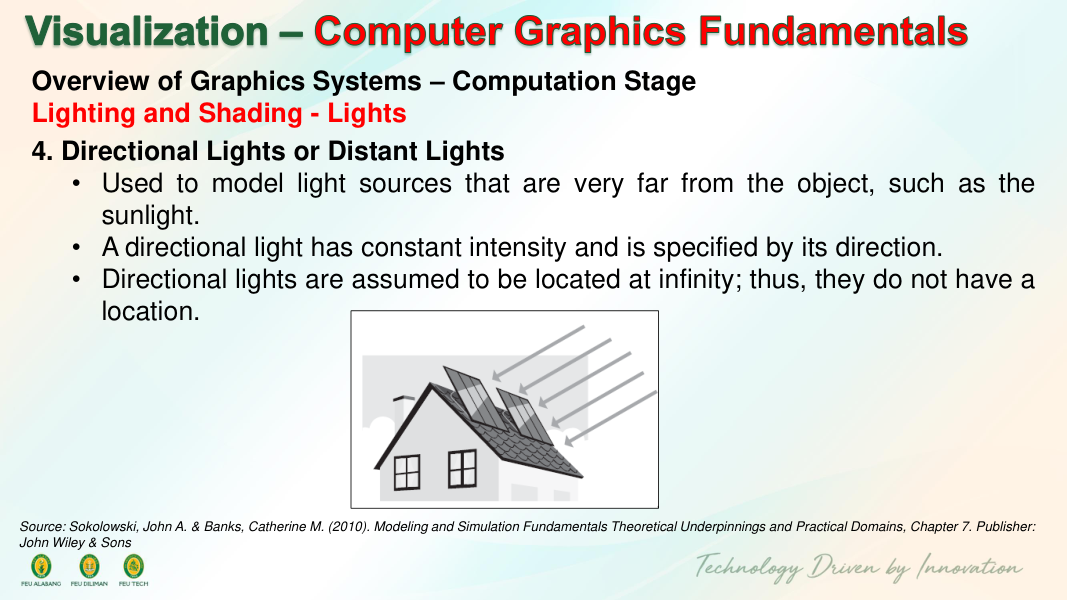 Visualization – Computer Graphics Fundamentals
Overview of Graphics Systems – Computation Stage
Lighting and Shading - Lights
4. Directional Lights or Distant Lights
• Used to model light sources that are very far from the object, such as the
sunlight.
• A directional light has constant intensity and is specified by its direction.
• Directional lights are assumed to be located at infinity; thus, they do not have a
location.
Source: Sokolowski, John A. & Banks, Catherine M. (2010). Modeling and Simulation Fundamentals Theoretical Underpinnings and Practical Domains, Chapter 7. Publisher:
John Wiley & Sons
FEU ALABANG FEU DILIMAN FEU TECH
Technology Driven by Innovation